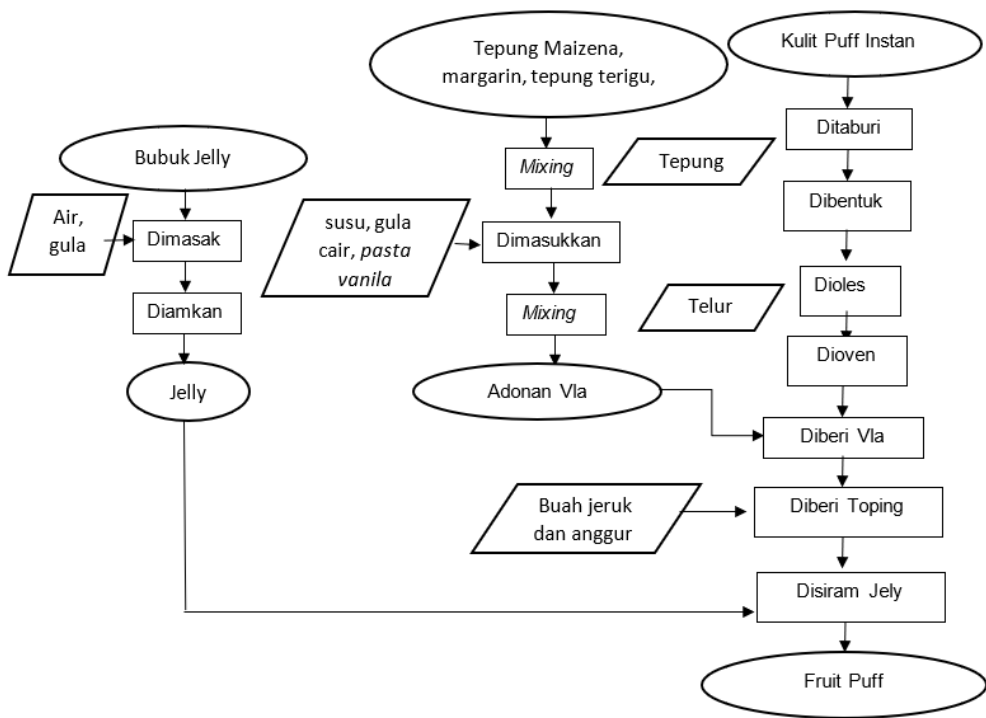 Bubuk Jelly
Air,
gula
Dimasak
Diamkan
Jelly
Tepung Maizena,
margarin, tepung terigu,
Mixing
susu, gula
cair, pasta
vanila
Dimasukkan
Mixing
Adonan Vla
Kulit Puff Instan
Ditaburi
Tepung
Dibentuk
Dioles
Telur
Dioven
Diberi Vla
Buah jeruk
dan anggur
Diberi Toping
Disiram Jely
Fruit Puff